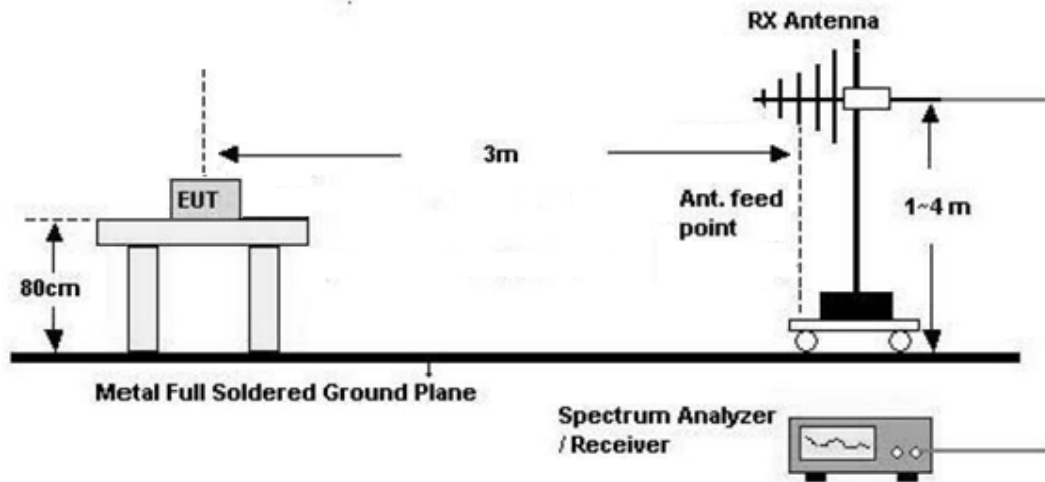 RX Antenna
3m
EUT
Ant. feed
point
1~4 m
80cm
Metal Full Soldered Ground Plane
Spectrum Analyzer
/ Receiver